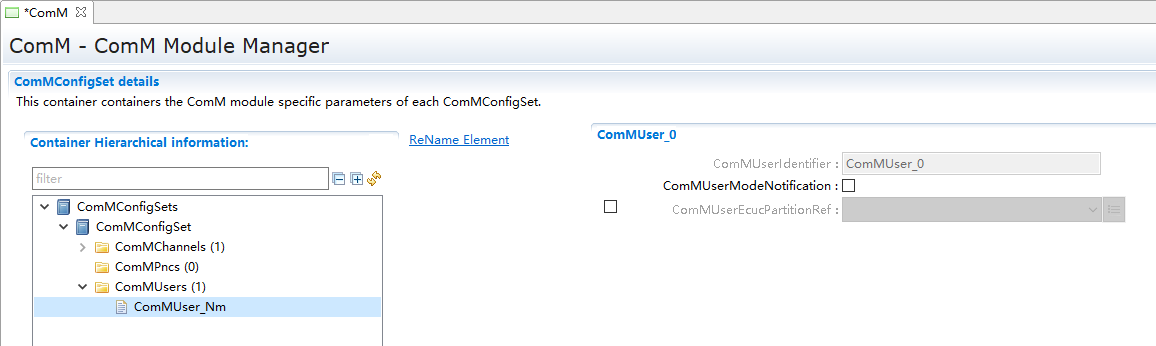 *ComM
ComM - ComM Module Manager
ComMConfigSet details
This container containers the ComM module specific parameters of each ComMConfigSet.
Container Hierarchical information:
ReName Element
filter
ComMConfigSets
ComMConfigSet
ComMChannels (1)
ComMPncs (0)
ComMUsers (1)
ComMUser_Nm
ComMUser_0
ComMUserIdentifier : ComMUser_0
ComMUserModeNotification :
ComMUserEcucPartitionRef :